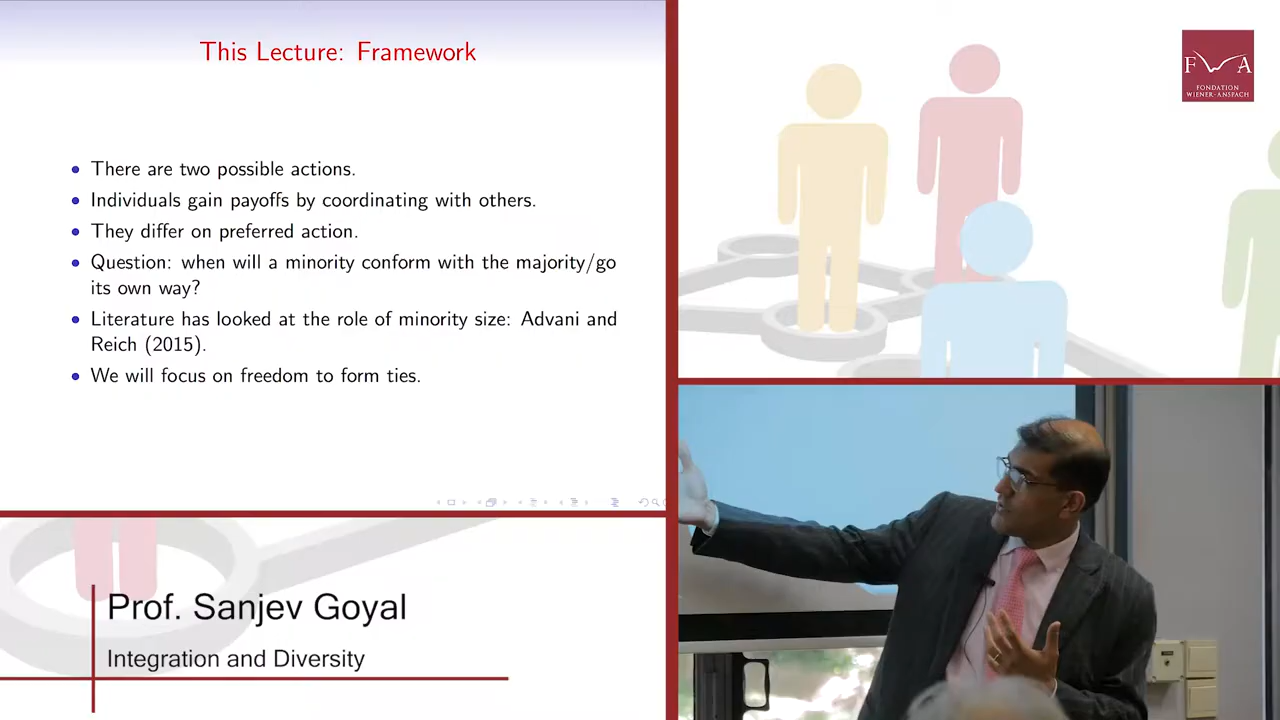 This Lecture: Framework
There are two possible actions.
Individuals gain payoffs by coordinating with others.
They differ on preferred action.
Question: when will a minority conform with the majority/go
its own way?
Literature has looked at the role of minority size: Advani and
Reich (2015).
We will focus on freedom to form ties.
Prof. Sanjev Goyal
Integration and Diversity
F W A
FONDATION
WIENER-ANSPACH